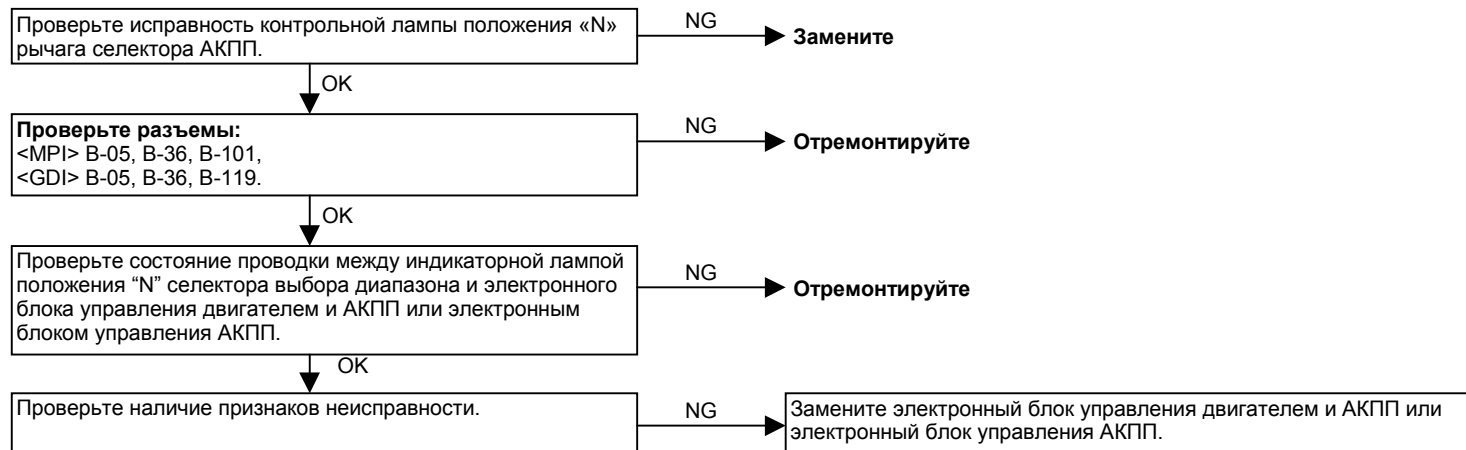 Проверьте исправность контрольной лампы положения «N»
рычага селектора АКПП.
NG
Замените
OK
Проверьте разъемы:
<MPI> B-05, B-36, B-101,
<GDI> B-05, B-36, B-119.
NG
Отремонтируйте
OK
Проверьте состояние проводки между индикаторной лампой
положения “N” селектора выбора диапазона и электронного
блока управления двигателем и АКПП или электронным
блоком управления АКПП.
NG
Отремонтируйте
OK
Проверьте наличие признаков неисправности.
NG
Замените электронный блок управления двигателем и АКПП или
электронный блок управления АКПП.